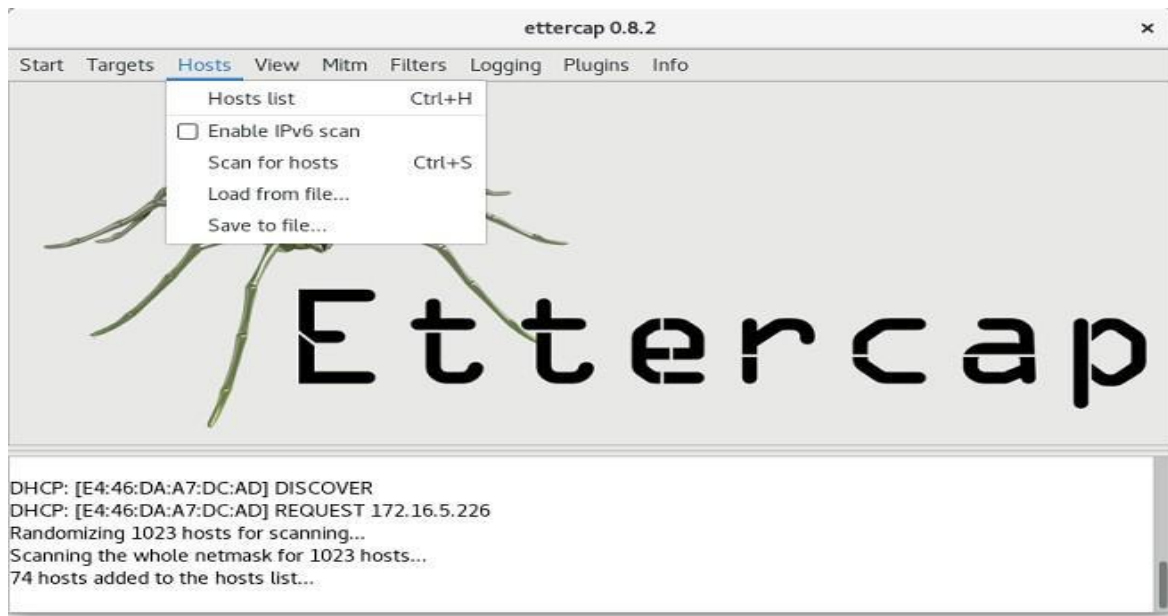 ettercap 0.8.2 ×
Start Targets Hosts View Mitm Filters Logging Plugins Info
Hosts list Ctrl+H
Enable IPv6 scan
Scan for hosts Ctrl+S
Load from file...
Save to file...
Ettercap
DHCP: [E4:46:DA:A7:DC:AD] DISCOVER
DHCP: [E4:46:DA:A7:DC:AD] REQUEST 172.16.5.226
Randomizing 1023 hosts for scanning...
Scanning the whole netmask for 1023 hosts...
74 hosts added to the hosts list...